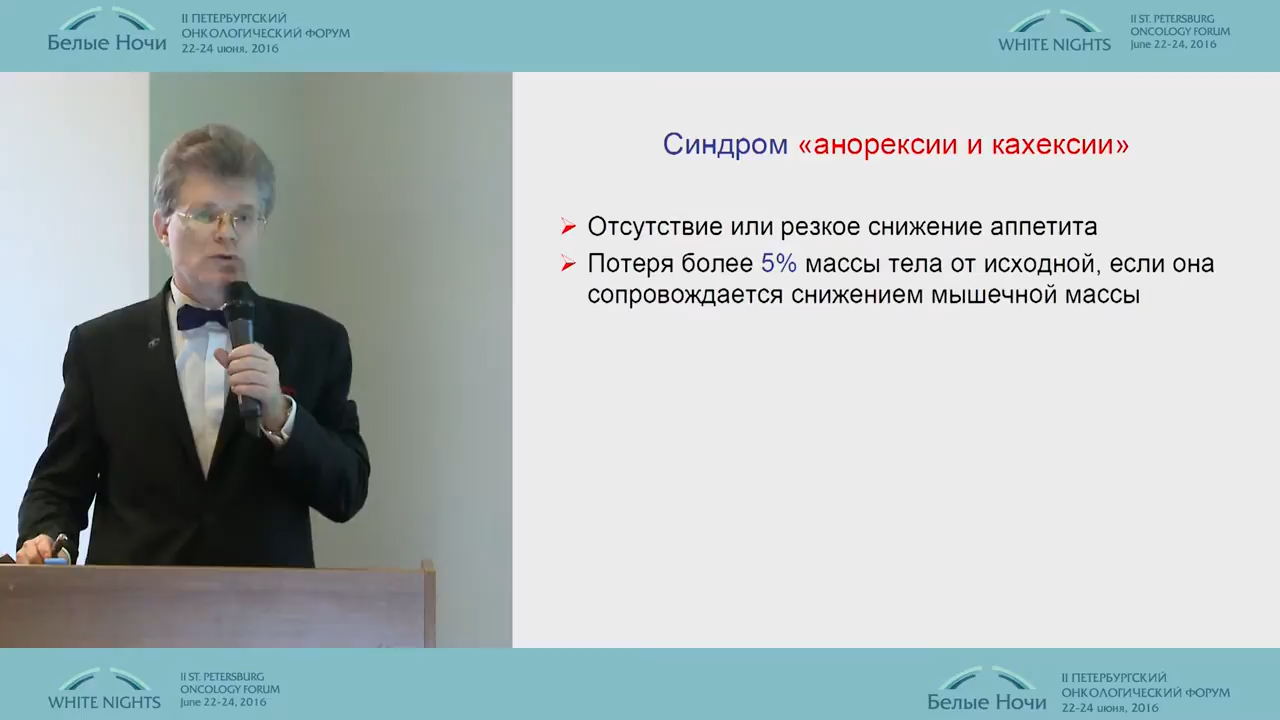 Белые Ночи
II ПЕТЕРБУРГСКИЙ
ОНКОЛОГИЧЕСКИЙ ФОРУМ
22-24 июня, 2016
WHITE NIGHTS
II ST. PETERSBURG
ONCOLOGY FORUM
June 22-24, 2016
Синдром «анорексии и кахексии»
Отсутствие или резкое снижение аппетита
Потеря более 5% массы тела от исходной, если она
сопровождается снижением мышечной массы
WHITE NIGHTS
II ST. PETERSBURG
ONCOLOGY FORUM
June 22-24, 2016
Белые Ночи
II ПЕТЕРБУРГСКИЙ
ОНКОЛОГИЧЕСКИЙ ФОРУМ
22-24 июня, 2016